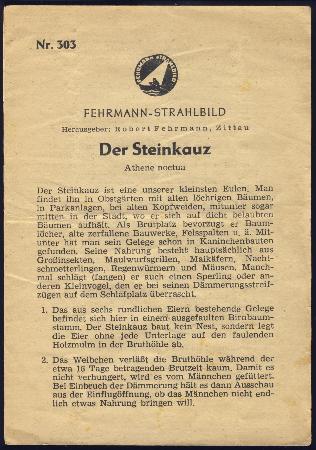 Nr. 303
FEHRMANN STRAHLBILD
FEHRMANN-STRAHLBILD
Herausgeber: Robert Fehrmann, Zittau
Der Steinkauz
Athene noctua
Der Steinkauz ist eine unserer kleinsten Eulen. Man
findet ihn in Obstgärten mit alten löchrigen Bäumen,
in Parkanlagen, bei alten Kopfweiden, mitunter sogar
mitten in der Stadt, wo er sich auf dicht belaubten
Bäumen aufhält. Als Brutplatz bevorzugt er Baum-
löcher, alte zerfallene Bauwerke, Felsspalten u. ä. Mit-
unter hat man sein Gelege schon in Kaninchenbauten
gefunden. Seine Nahrung besteht hauptsächlich aus
Großinsekten, Maulwurfsgrillen, Maikäfern, Nacht-
schmetterlingen, Regenwürmern und Mäusen. Manch-
mal schlägt (fangen) er auch einen Sperling oder an-
deren Kleinvogel, den er bei seinen Dämmerungsstreif-
zügen auf dem Schlafplatz überrascht.
1. Das aus sechs rundlichen Eiern bestehende Gelege
befindet sich hier in einem ausgefaulten Birnbaum-
stamm. Der Steinkauz baut kein Nest, sondern legt
die Eier ohne jede Unterlage auf den faulenden
Holzmulm in der Bruthöhle ab.
2. Das Weibchen verläßt die Bruthöhle während der
etwa 16 Tage betragenden Brutzeit kaum. Damit es
nicht verhungert, wird es vom Männchen gefüttert.
Bei Einbruch der Dämmerung hält es dann Ausschau
aus der Einflugöffnung, ob das Männchen nicht end-
lich etwas Nahrung bringen will.